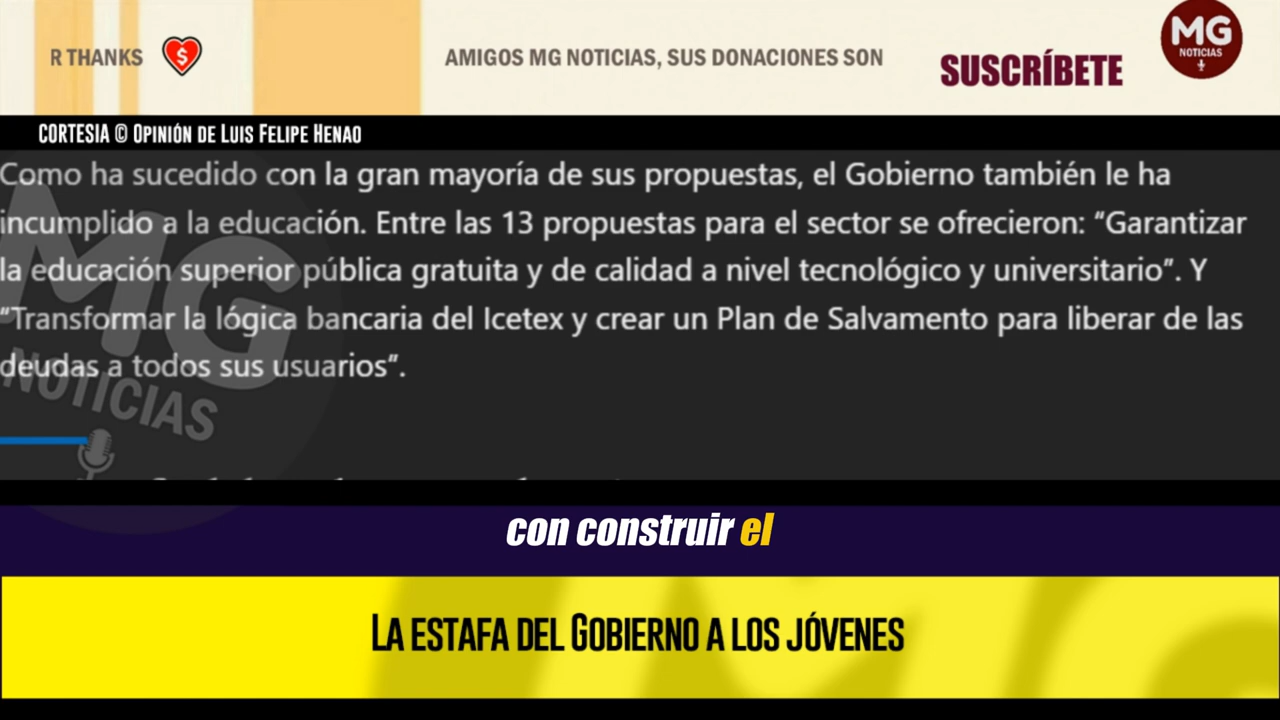 R THANKS
AMIGOS MG NOTICIAS, SUS DONACIONES SON
SUSCRÍBETE
MG
NOTICIAS
CORTESIA © Opinión de Luis Felipe Henao
Como ha sucedido con la gran mayoría de sus propuestas, el Gobierno también le ha
incumplido a la educación. Entre las 13 propuestas para el sector se ofrecieron: “Garantizar
la educación superior pública gratuita y de calidad a nivel tecnológico y universitario”. Y
“Transformar la lógica bancaria del Icetex y crear un Plan de Salvamento para liberar de las
deudas a todos sus usuarios”.
MG
NOTICIAS
con construir el
La estafa del Gobierno a los jóvenes